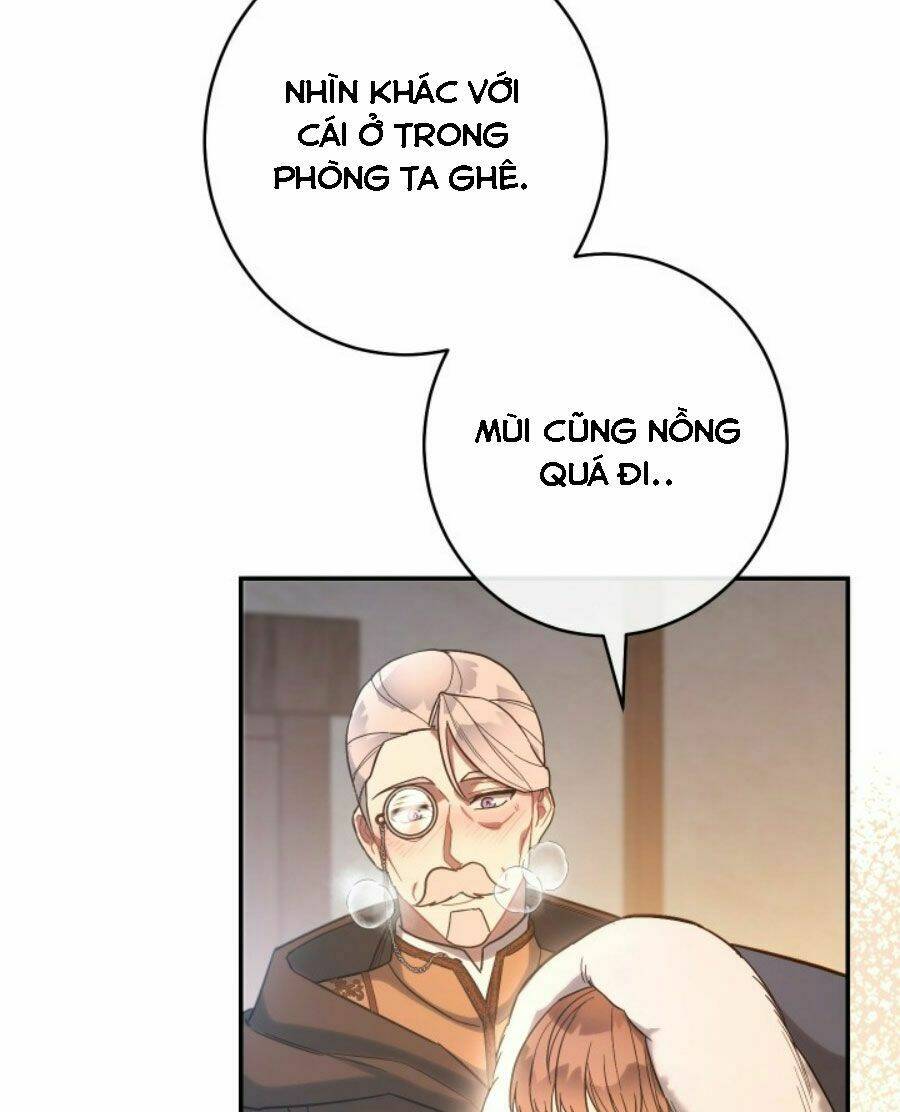 NHÌN KHÁC VỚI
CÁI Ở TRONG
PHÒNG TA GHÊ.
MÙI CŨNG NỒNG
QUÁ ĐI..